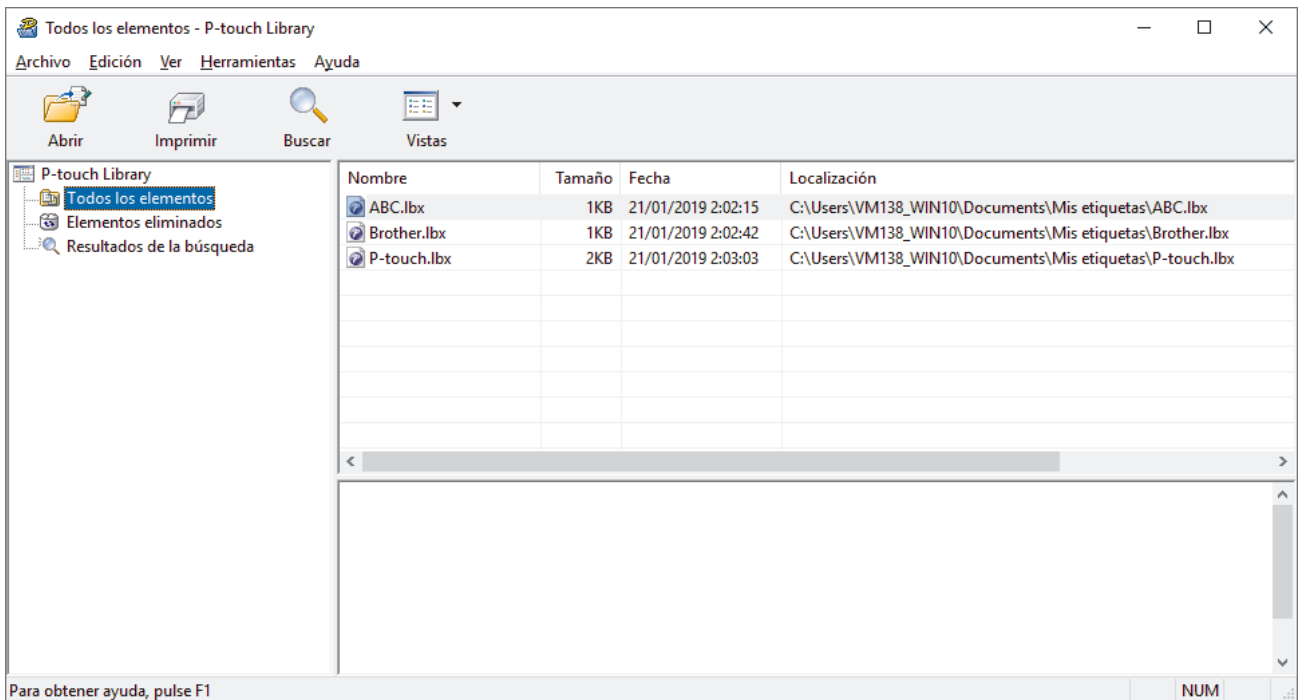 Todos los elementos - P-touch Library
Archivo Edición Ver Herramientas Ayuda
Abrir Imprimir Buscar Vistas
P-touch Library
Todos los elementos
Elementos eliminados
Resultados de la búsqueda
Nombre Tamaño Fecha Localización
ABC.lbx 1KB 21/01/2019 2:02:15 C:\Users\VM138_WIN10\Documents\Mis etiquetas\ABC.lbx
Brother.lbx 1KB 21/01/2019 2:02:42 C:\Users\VM138_WIN10\Documents\Mis etiquetas\Brother.lbx
P-touch.lbx 2KB 21/01/2019 2:03:03 C:\Users\VM138_WIN10\Documents\Mis etiquetas\P-touch.lbx
Para obtener ayuda, pulse F1 NUM